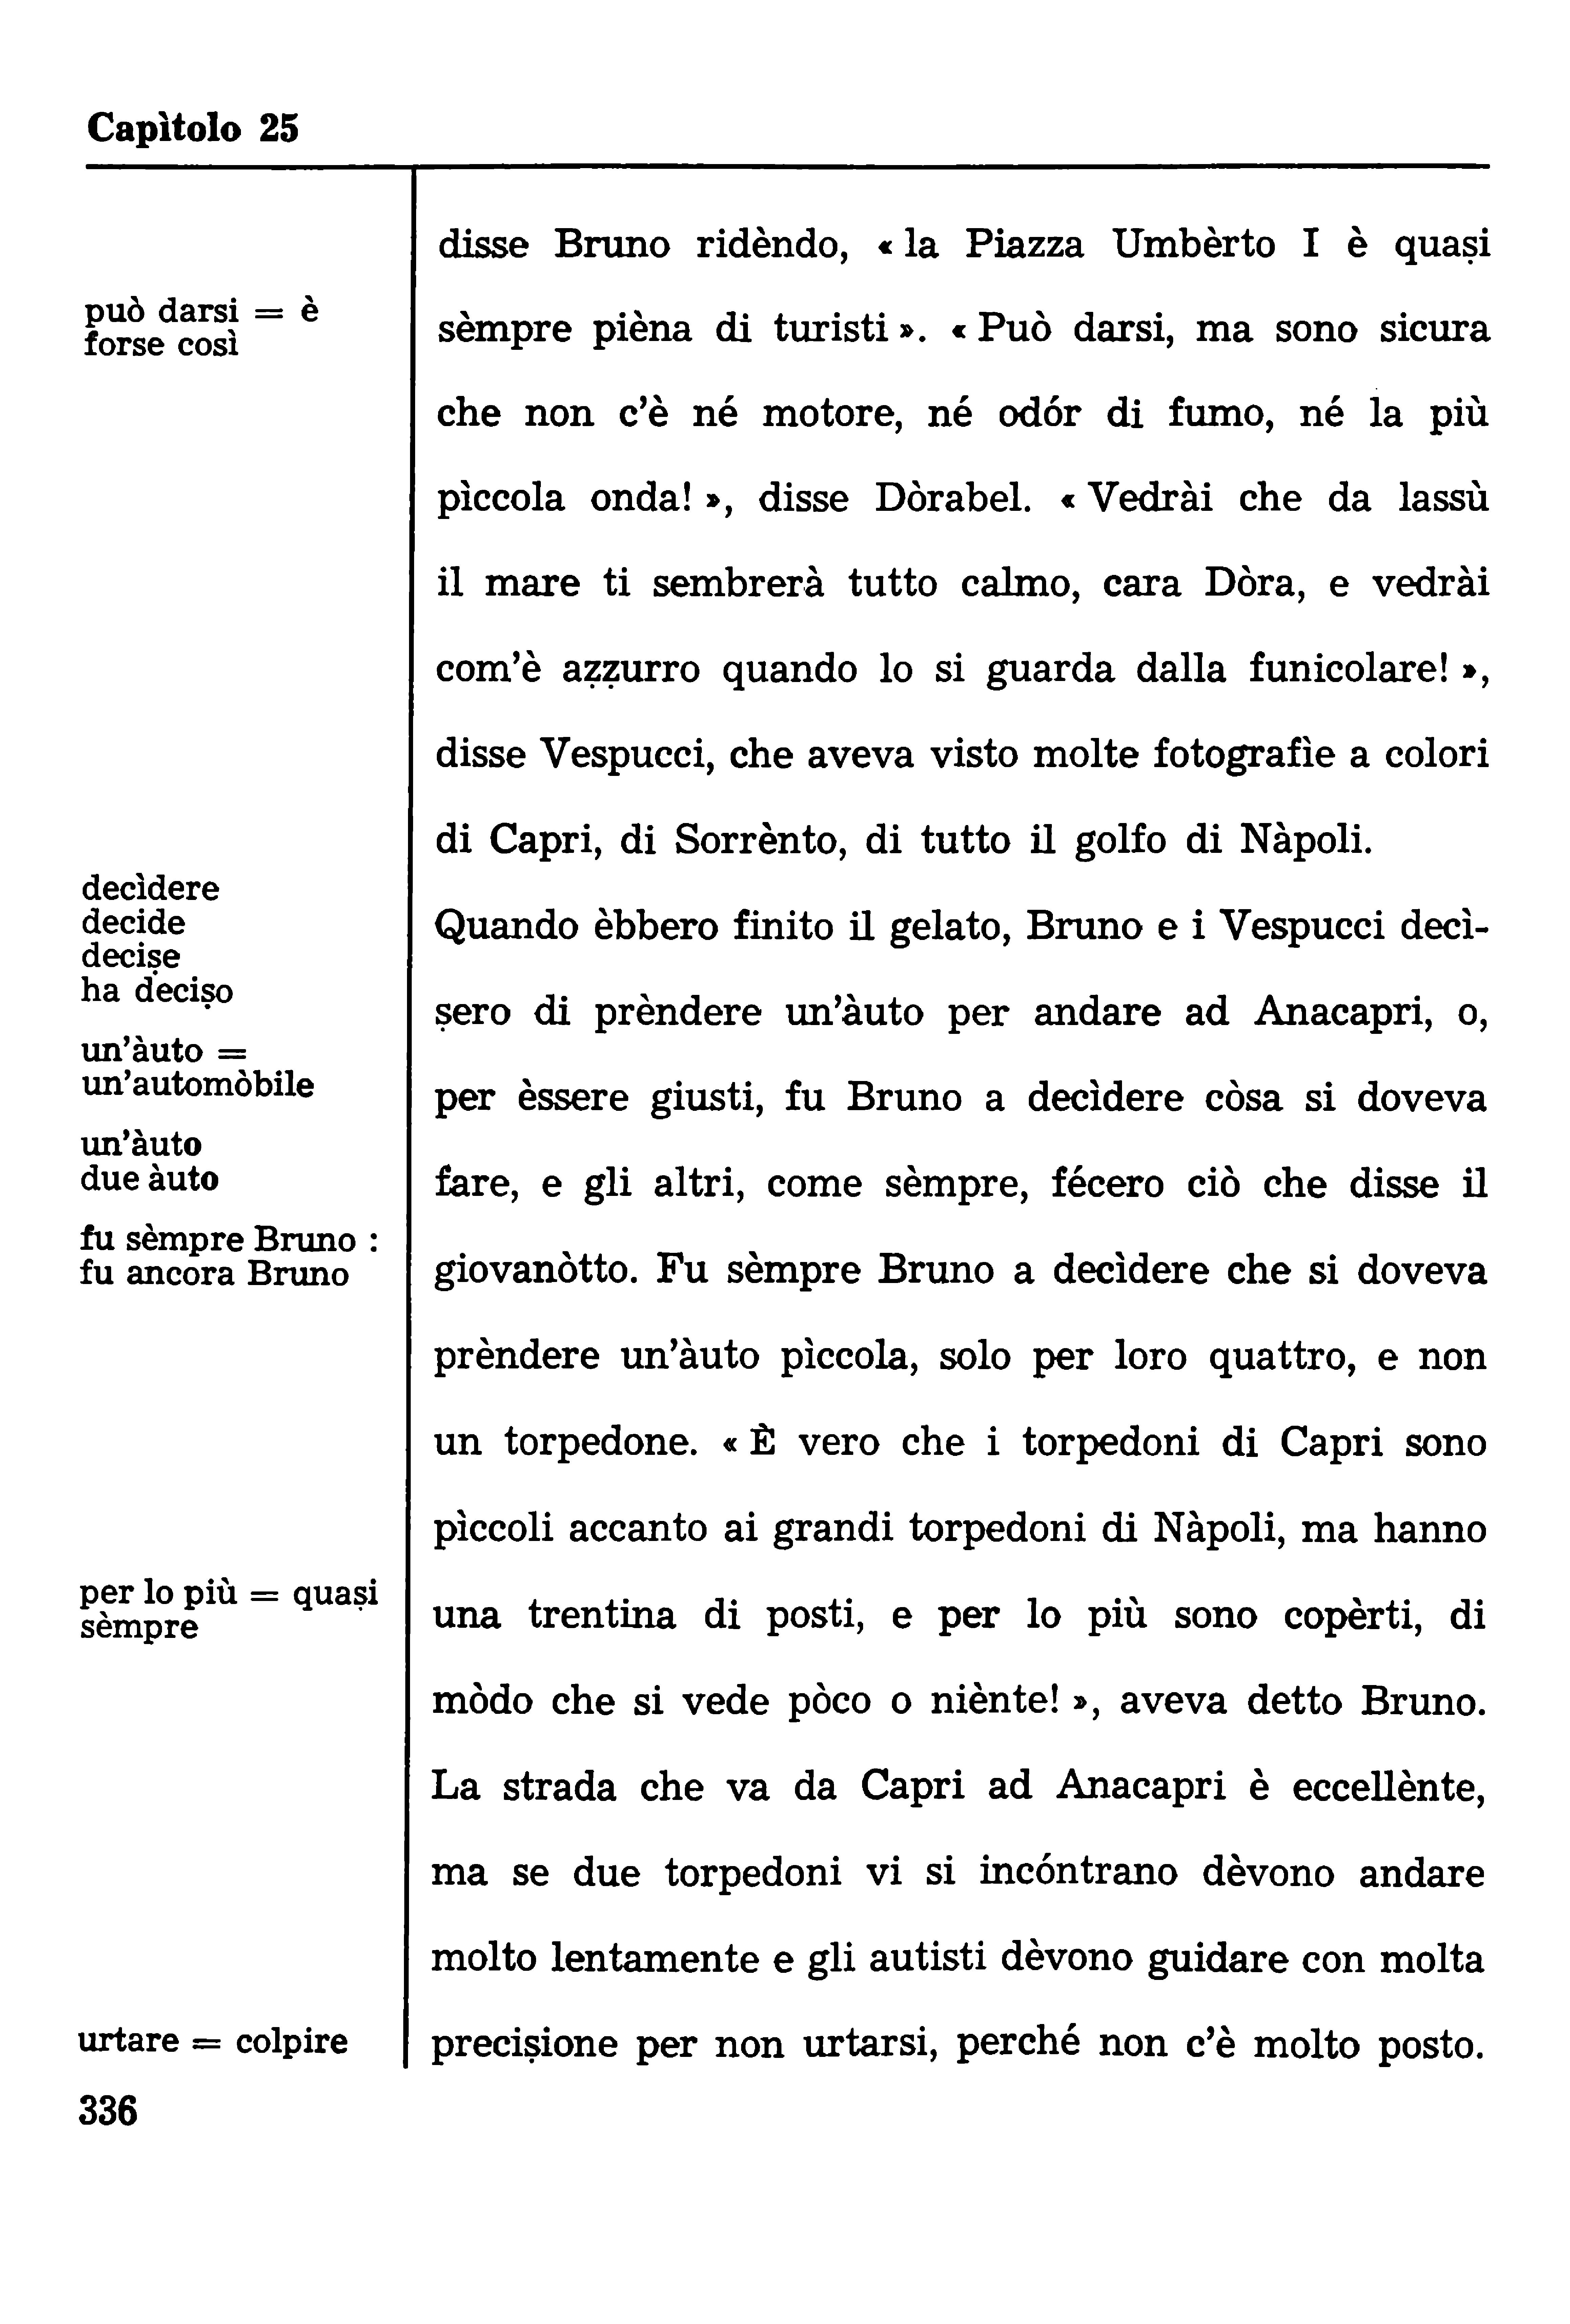 Capìtolo 25
disse Bruno ridèndo, « la Piazza Umbèrto I è quaṣi
può darsi = è
forse così
sèmpre pièna di turisti ». « Può darsi, ma sono sicura
che non c'è né motore, né odór di fumo, né la più
pìccola onda! », disse Dòrabel. « Vedrài che da lassù
il mare ti sembrerà tutto calmo, cara Dòra, e vedrài
com'è aẓẓurro quando lo si guarda dalla funicolare! »,
disse Vespucci, che aveva visto molte fotografìe a colori
di Capri, di Sorrènto, di tutto il golfo di Nàpoli.
decìdere
decide
deciṣe
ha deciṣo
Quando èbbero finito il gelato, Bruno e i Vespucci decì-
ṣero di prèndere un'àuto per andare ad Anacapri, o,
un'àuto =
un'automòbile
per èssere giusti, fu Bruno a decìdere còsa si doveva
un'àuto
due àuto
fare, e gli altri, come sèmpre, fécero ciò che disse il
fu sèmpre Bruno :
fu ancora Bruno
giovanòtto. Fu sèmpre Bruno a decìdere che si doveva
prèndere un'àuto pìccola, solo per loro quattro, e non
un torpedone. « È vero che i torpedoni di Capri sono
pìccoli accanto ai grandi torpedoni di Nàpoli, ma hanno
per lo più = quaṣi
sèmpre
una trentina di posti, e per lo più sono copèrti, di
mòdo che si vede pòco o niènte! », aveva detto Bruno.
La strada che va da Capri ad Anacapri è eccellènte,
ma se due torpedoni vi si incóntrano dèvono andare
molto lentamente e gli autisti dèvono guidare con molta
urtare = colpire
preciṣione per non urtarsi, perché non c'è molto posto.
336